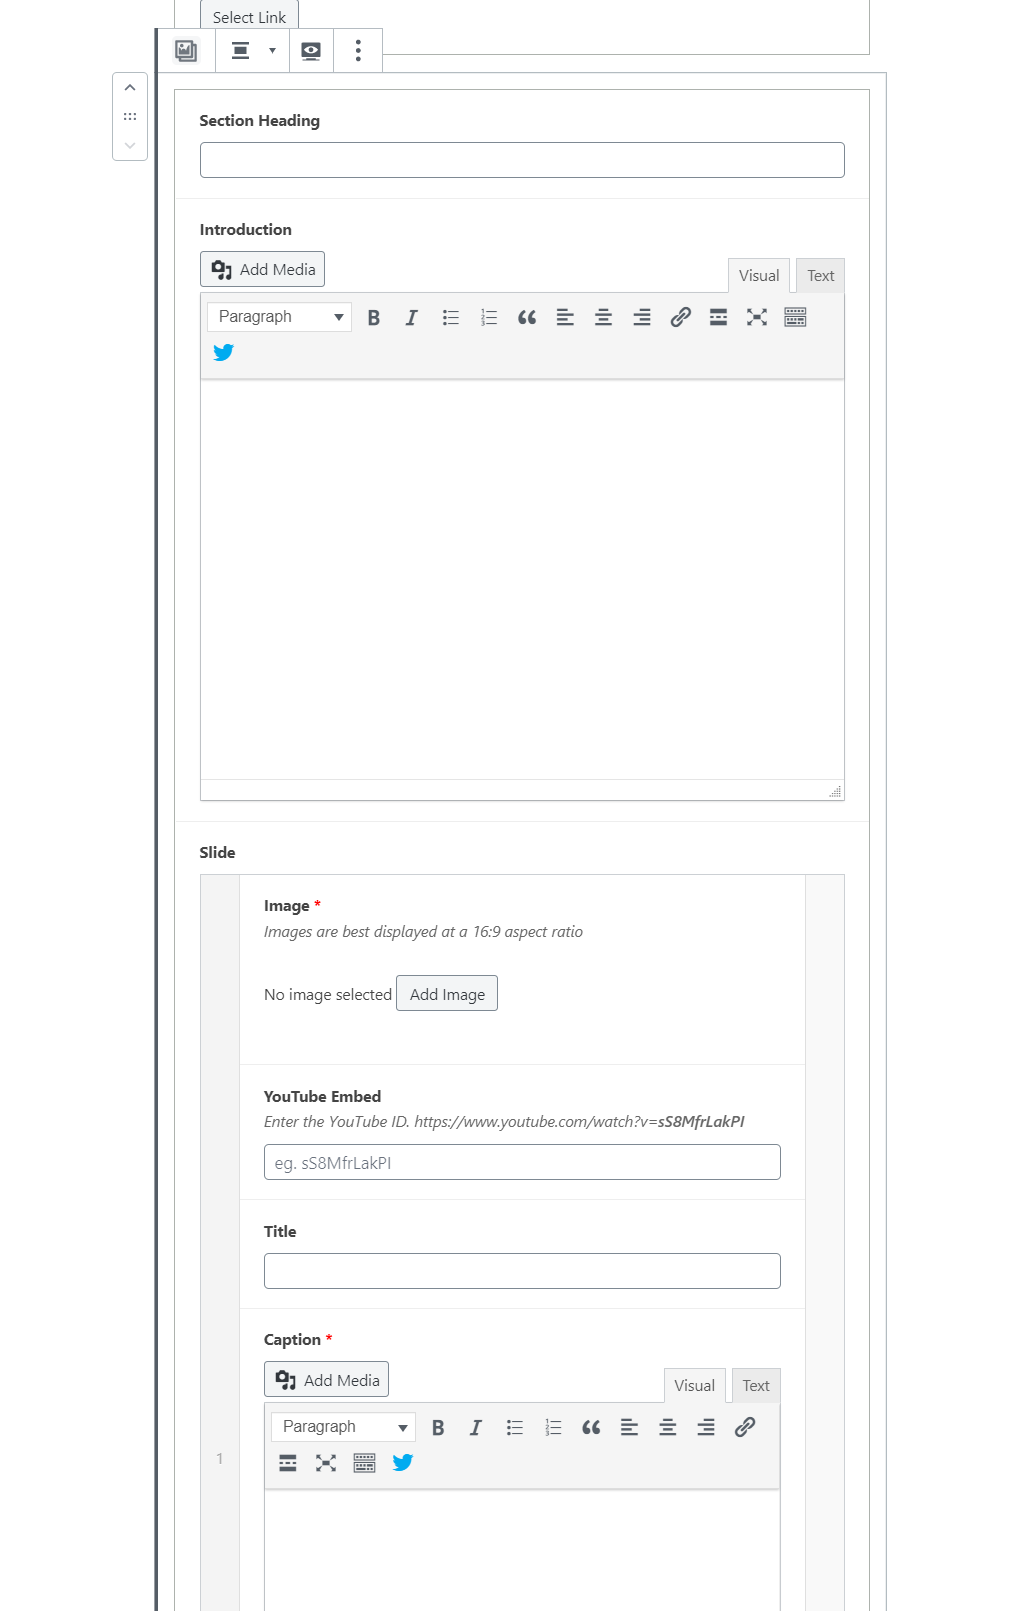 Select Link
Section Heading
Introduction
Add Media
Visual Text
Paragraph
Slide
Image *
Images are best displayed at a 16:9 aspect ratio
No image selected Add Image
YouTube Embed
Enter the YouTube ID. https://www.youtube.com/watch?v=sS8MfrLakPI
eg. sS8MfrLakPI
Title
Caption *
Add Media
Visual Text
Paragraph
1